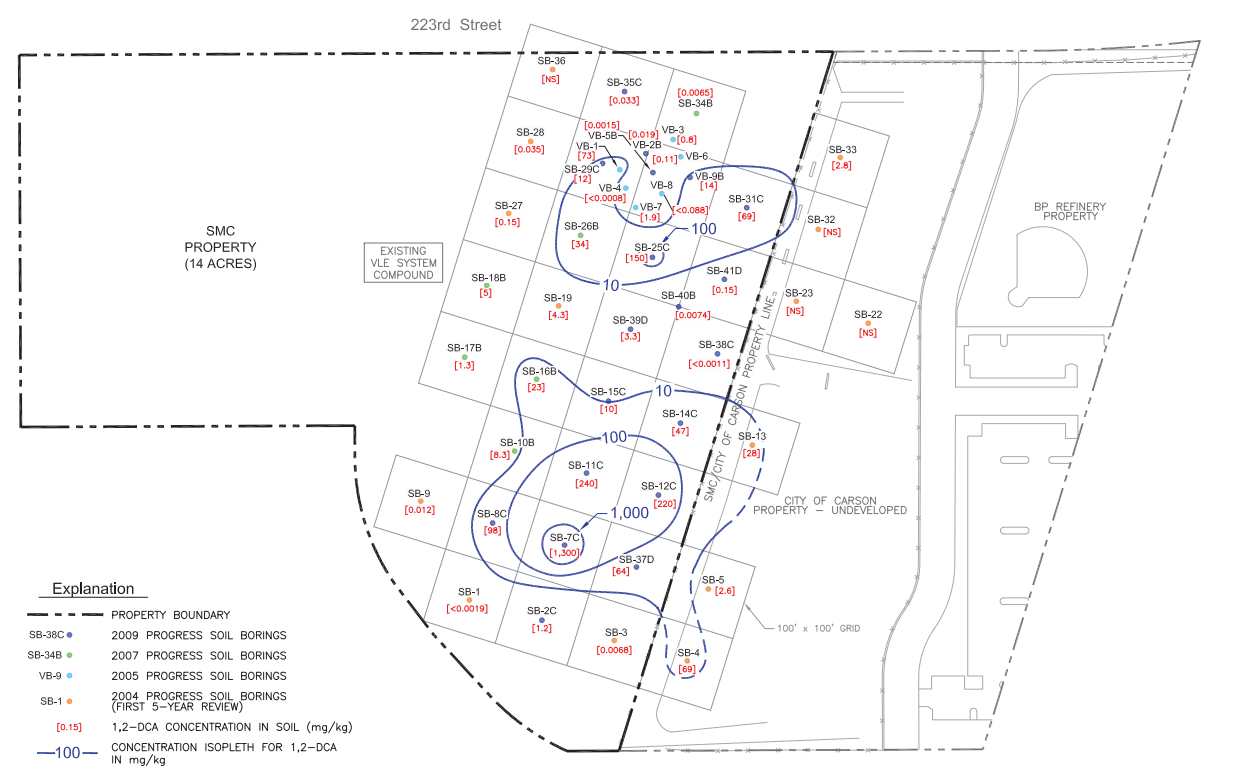 223rd Street
SB-36
[NS]
SB-35C
[0.033]
[0.0065]
SB-34B
SB-28
[0.035]
[0.0015]
VB-5B
[0.019]
VB-2B
VB-3
[0.8]
VB-1
[73]
[0.11]
VB-6
SB-29C
[12]
VB-4
[<0.0008]
VB-8
[<0.088]
VB-9B
[14]
VB-7
[1.9]
SB-33
[2.8]
SB-27
[0.15]
SB-26B
[34]
SB-31C
[69]
SB-32
[NS]
100
SB-25C
[150]
BP REFINERY
PROPERTY
SMC
PROPERTY
(14 ACRES)
EXISTING
VLE SYSTEM
COMPOUND
10
SB-18B
[5]
SB-19
[4.3]
SB-41D
[0.15]
SB-40B
[0.0074]
SB-23
[NS]
SB-22
[NS]
SB-39D
[3.3]
SB-38C
[<0.0011]
SB-17B
[1.3]
SB-16B
[23]
SB-15C
[10]
10
SB-14C
[47]
SB-13
[28]
SMC/CITY OF CARSON PROPERTY LINE
SB-10B
[8.3]
100
SB-11C
[240]
SB-12C
[220]
SB-9
[0.012]
SB-8C
[98]
1,000
SB-7C
[1,300]
CITY OF CARSON
PROPERTY - UNDEVELOPED
SB-37D
[64]
SB-5
[2.6]
SB-1
[<0.0019]
SB-2C
[1.2]
SB-3
[0.0068]
SB-4
[69]
100' x 100' GRID
Explanation
PROPERTY BOUNDARY
SB-38C 2009 PROGRESS SOIL BORINGS
SB-34B 2007 PROGRESS SOIL BORINGS
VB-9 2005 PROGRESS SOIL BORINGS
SB-1 2004 PROGRESS SOIL BORINGS
(FIRST 5-YEAR REVIEW)
[0.15] 1,2-DCA CONCENTRATION IN SOIL (mg/kg)
100 CONCENTRATION ISOPLETH FOR 1,2-DCA
IN mg/kg